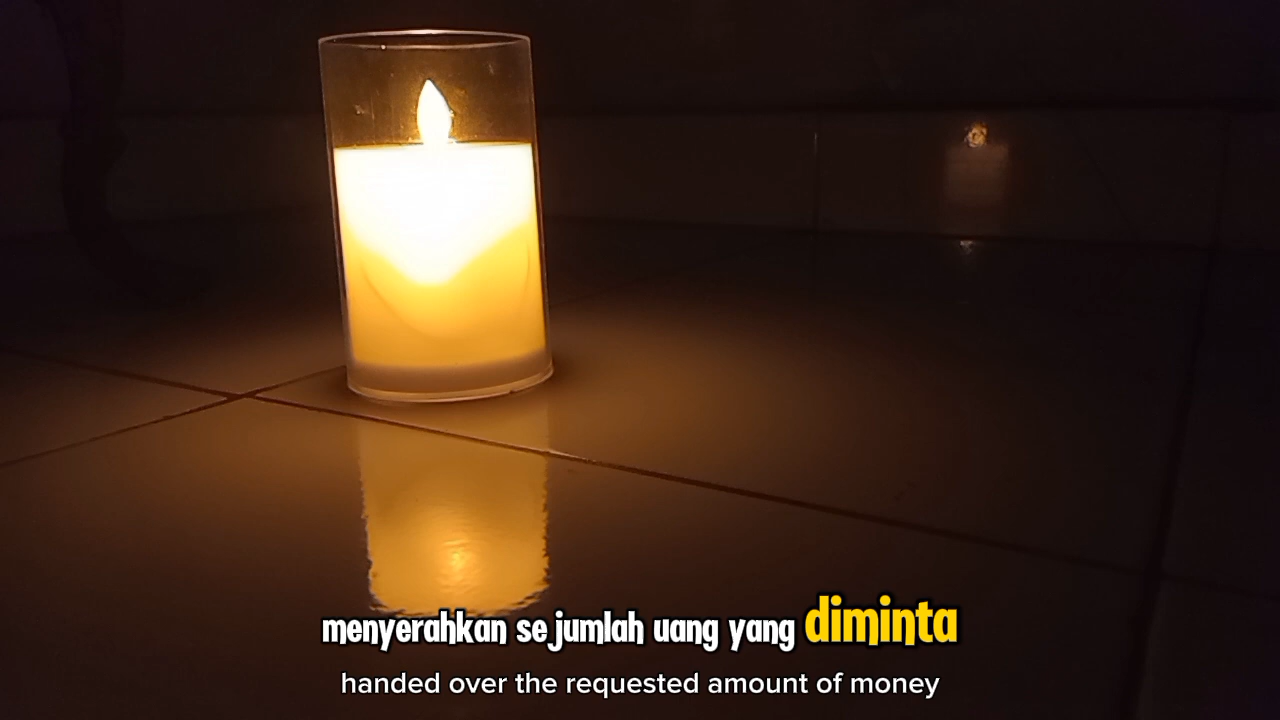 menyerahkan sejumlah uang yang diminta
handed over the requested amount of money